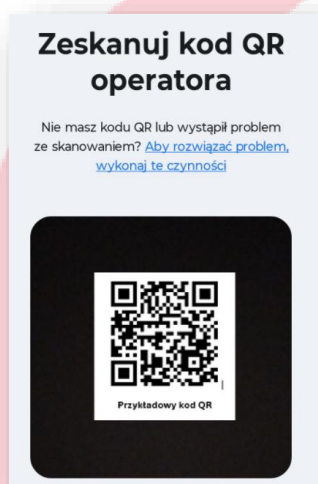 Zeskanuj kod QR
operatora
Nie masz kodu QR lub wystąpił problem
ze skanowaniem? Aby rozwiązać problem,
wykonaj te czynności
Przykładowy kod QR